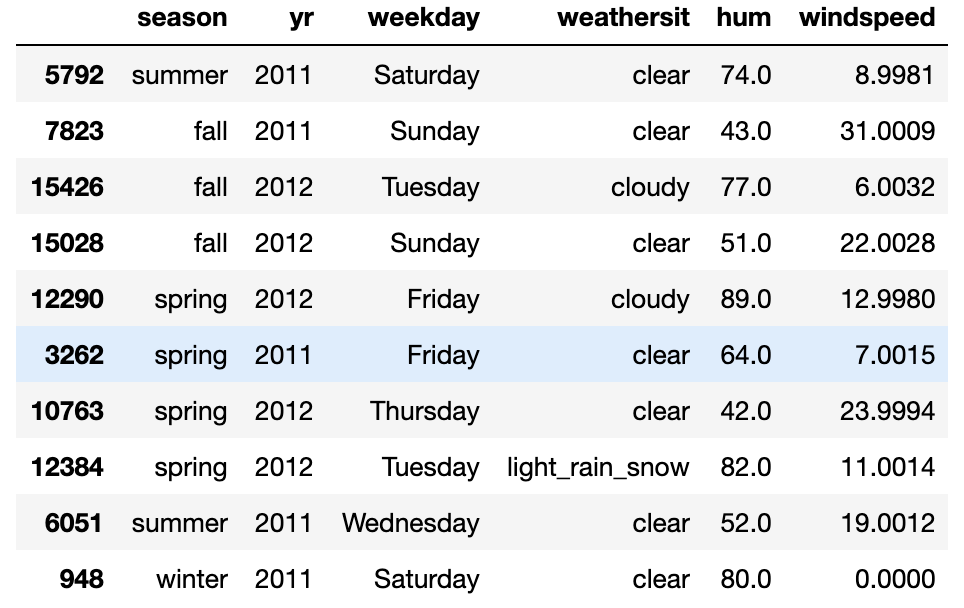 season yr weekday weathersit hum windspeed
5792 summer 2011 Saturday clear 74.0 8.9981
7823 fall 2011 Sunday clear 43.0 31.0009
15426 fall 2012 Tuesday cloudy 77.0 6.0032
15028 fall 2012 Sunday clear 51.0 22.0028
12290 spring 2012 Friday cloudy 89.0 12.9980
3262 spring 2011 Friday clear 64.0 7.0015
10763 spring 2012 Thursday clear 42.0 23.9994
12384 spring 2012 Tuesday light_rain_snow 82.0 11.0014
6051 summer 2011 Wednesday clear 52.0 19.0012
948 winter 2011 Saturday clear 80.0 0.0000